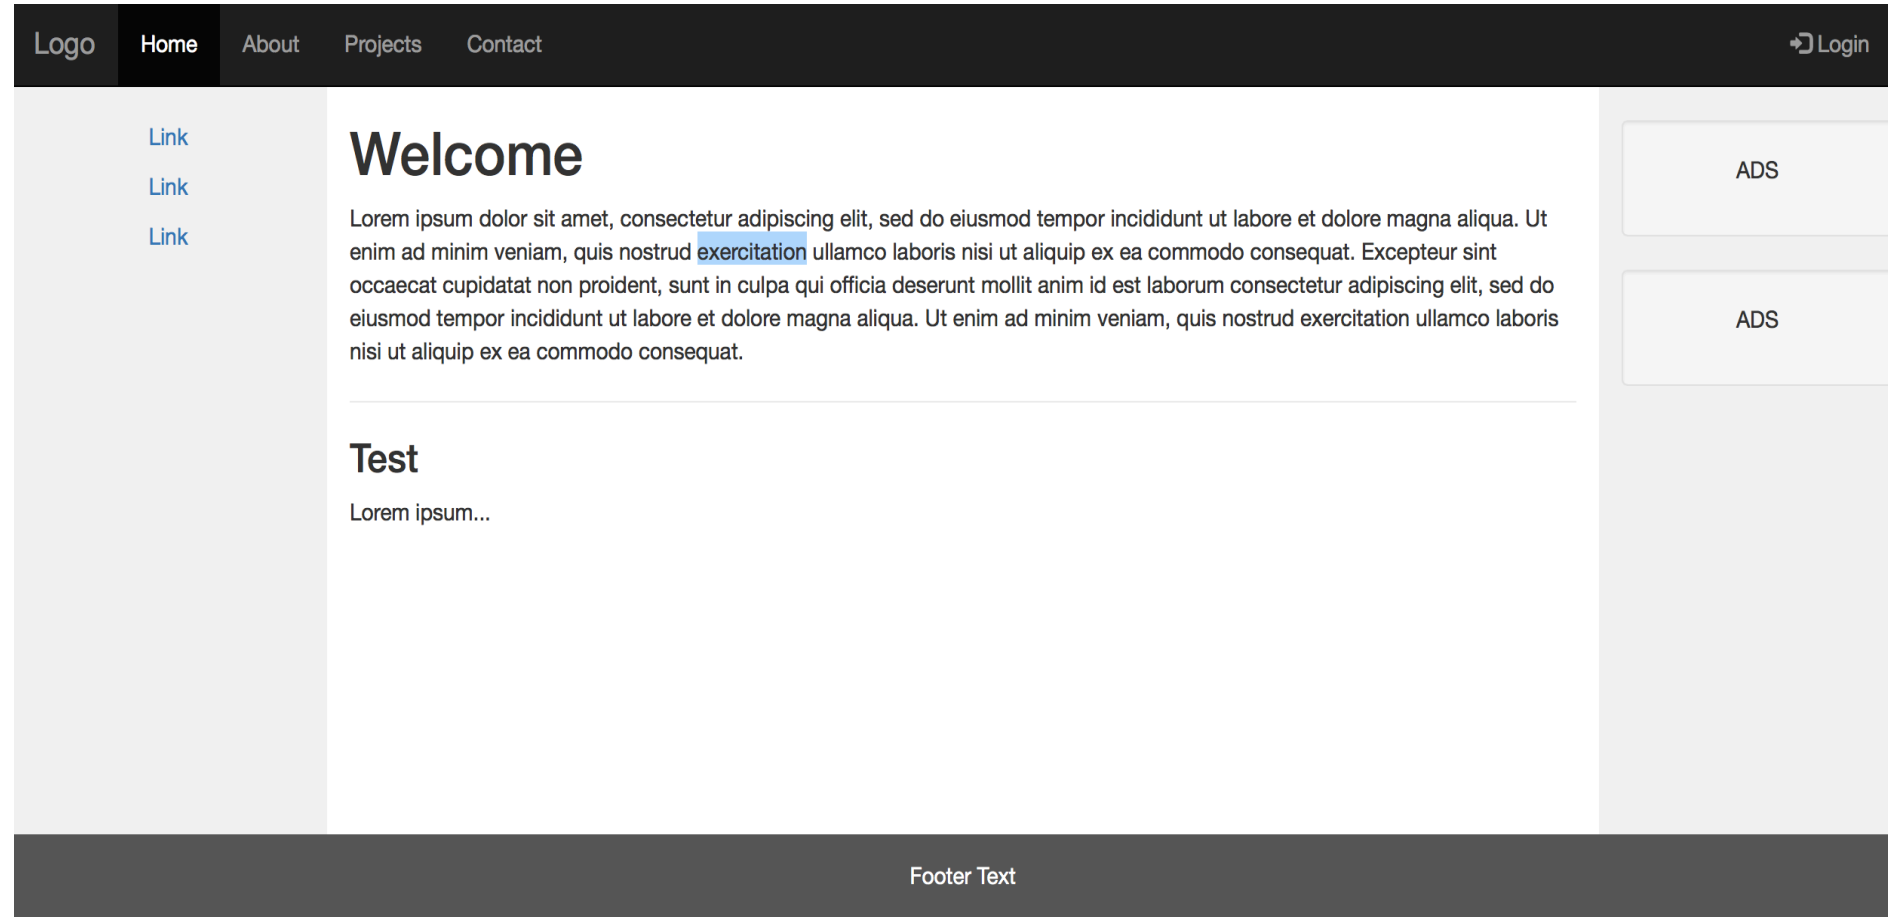 Logo Home About Projects Contact Login
Link
Link
Link
Welcome
Lorem ipsum dolor sit amet, consectetur adipiscing elit, sed do eiusmod tempor incididunt ut labore et dolore magna aliqua. Ut
enim ad minim veniam, quis nostrud exercitation ullamco laboris nisi ut aliquip ex ea commodo consequat. Excepteur sint
occaecat cupidatat non proident, sunt in culpa qui officia deserunt mollit anim id est laborum consectetur adipiscing elit, sed do
eiusmod tempor incididunt ut labore et dolore magna aliqua. Ut enim ad minim veniam, quis nostrud exercitation ullamco laboris
nisi ut aliquip ex ea commodo consequat.
Test
Lorem ipsum...
ADS
ADS
Footer Text